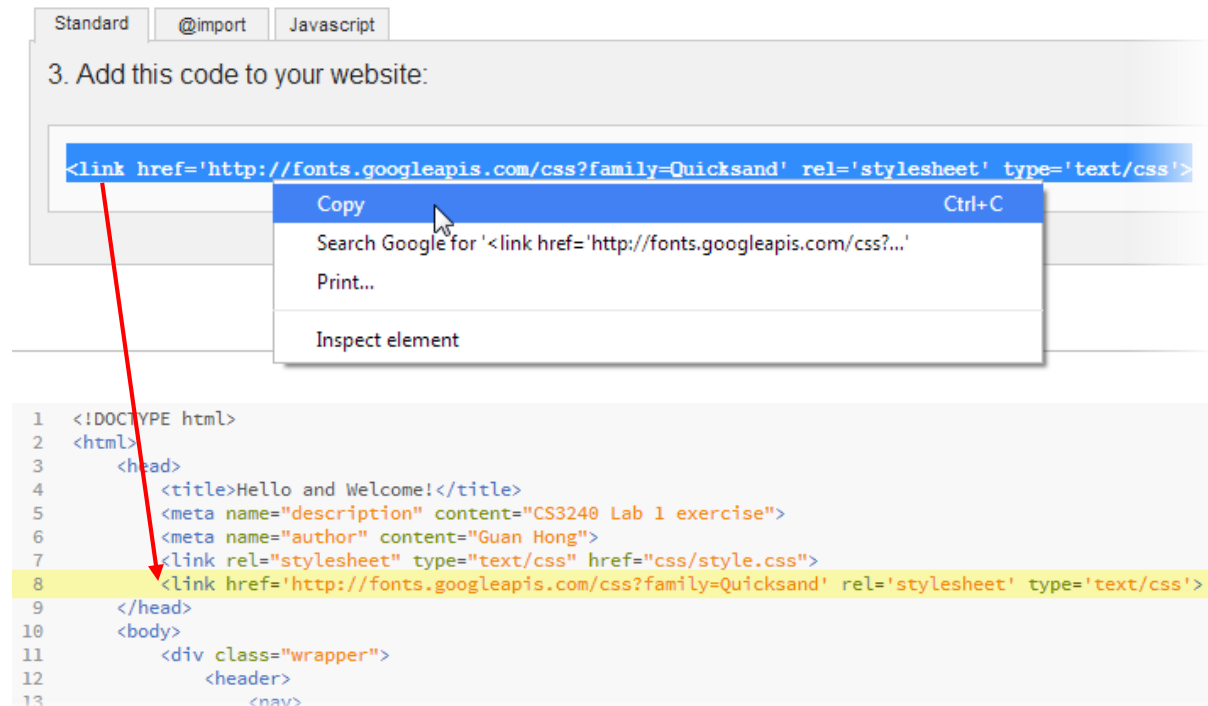 Standard @import Javascript
3. Add this code to your website:
<link href='http://fonts.googleapis.com/css?family=Quicksand' rel='stylesheet' type='text/css'>
Copy Ctrl+C
Search Google for '<link href='http://fonts.googleapis.com/css?...'
Print...
Inspect element
1 <!DOCTYPE html>
2 <html>
3 <head>
4 <title>Hello and Welcome!</title>
5 <meta name="description" content="CS3240 Lab 1 exercise">
6 <meta name="author" content="Guan Hong">
7 <link rel="stylesheet" type="text/css" href="css/style.css">
8 <link href='http://fonts.googleapis.com/css?family=Quicksand' rel='stylesheet' type='text/css'>
9 </head>
10 <body>
11 <div class="wrapper">
12 <header>
13 <nav>